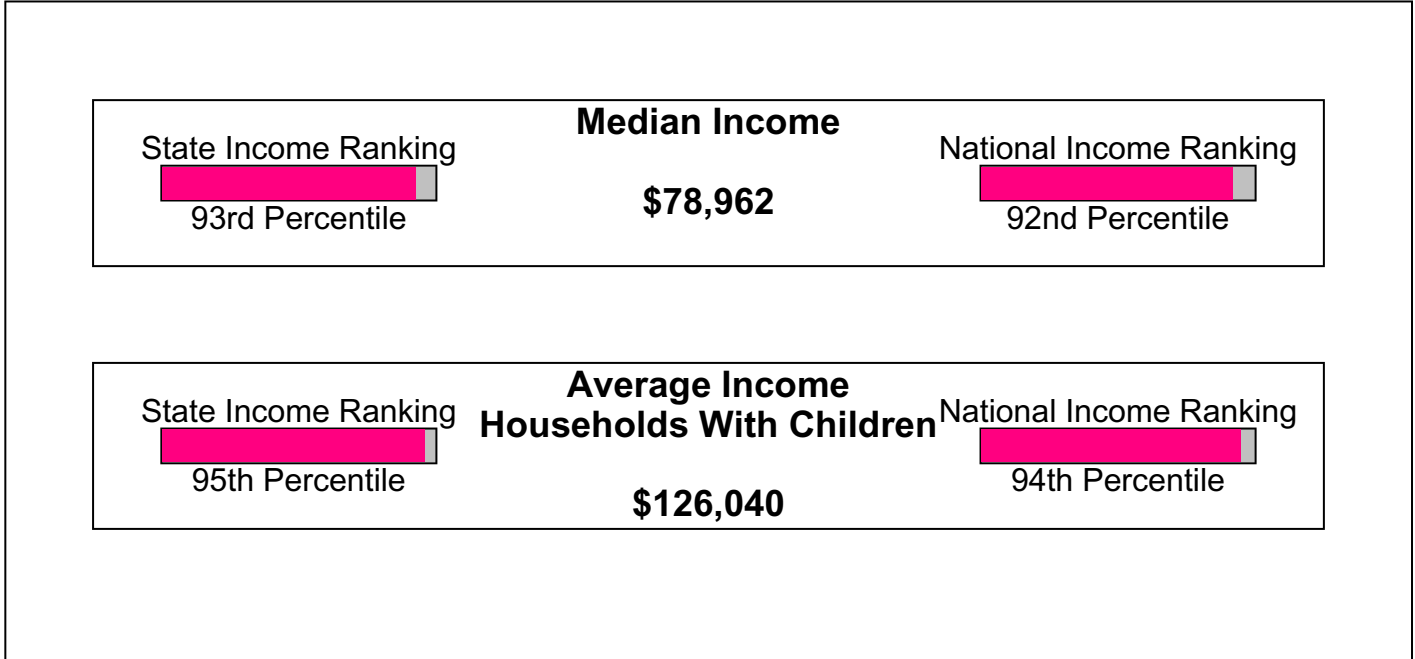 Median Income
State Income Ranking
93rd Percentile
$78,962
National Income Ranking
92nd Percentile
Average Income
Households With Children
State Income Ranking
95th Percentile
$126,040
National Income Ranking
94th Percentile